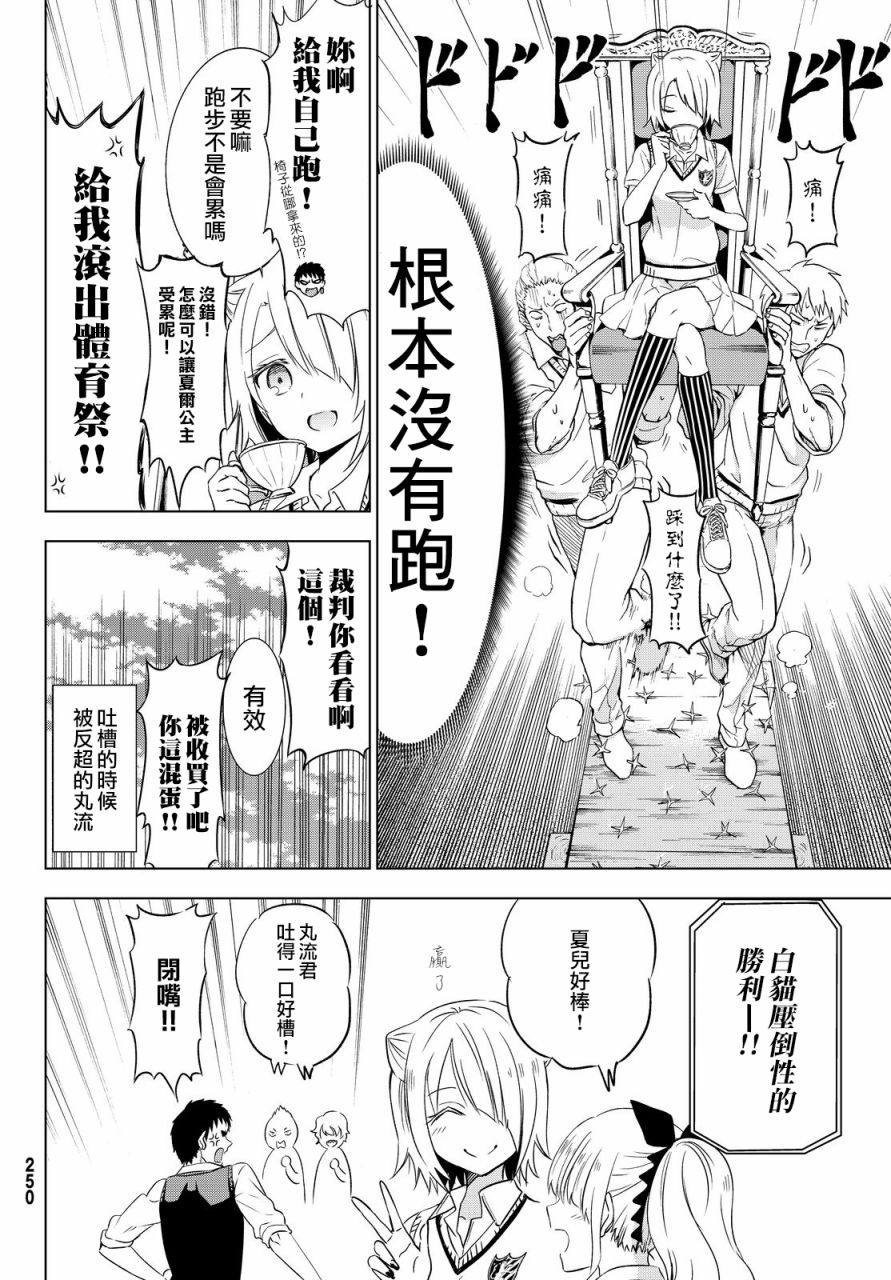 ドドドドド
痛！
痛！
踩到什麼了!!
根本沒有跑！
妳啊
給我自己跑！
椅子從哪拿來的!?
不要嘛
跑步不是會累嗎
沒錯！
怎麼可以讓夏爾公主
受累呢！
給我滾出體育祭!!
裁判你看看啊
這個！
有效
被收買了吧
你這混蛋!!
吐槽的時候
被反超的丸流
白貓壓倒性的
勝利ー!!
夏兒好棒！
贏了
丸流君
吐得一口好槽！
閉嘴!!
250